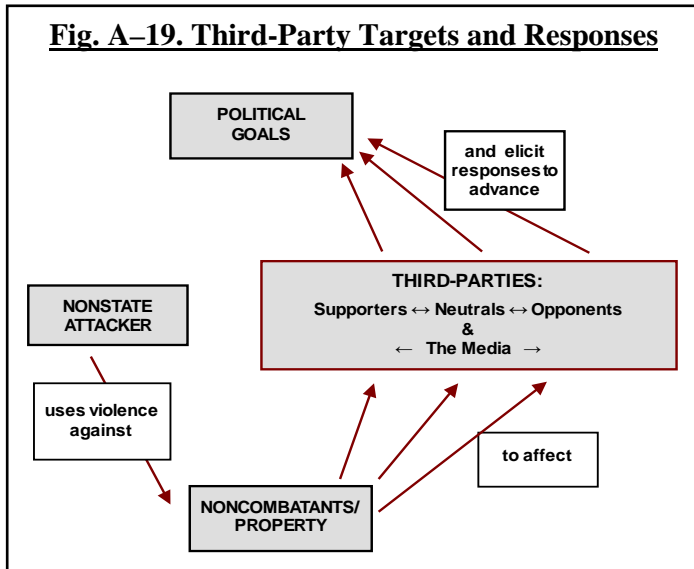 Fig. A–19. Third-Party Targets and Responses
POLITICAL
GOALS
and elicit
responses to
advance
THIRD-PARTIES:
Supporters ↔ Neutrals ↔ Opponents
&
← The Media →
NONSTATE
ATTACKER
uses violence
against
to affect
NONCOMBATANTS/
PROPERTY